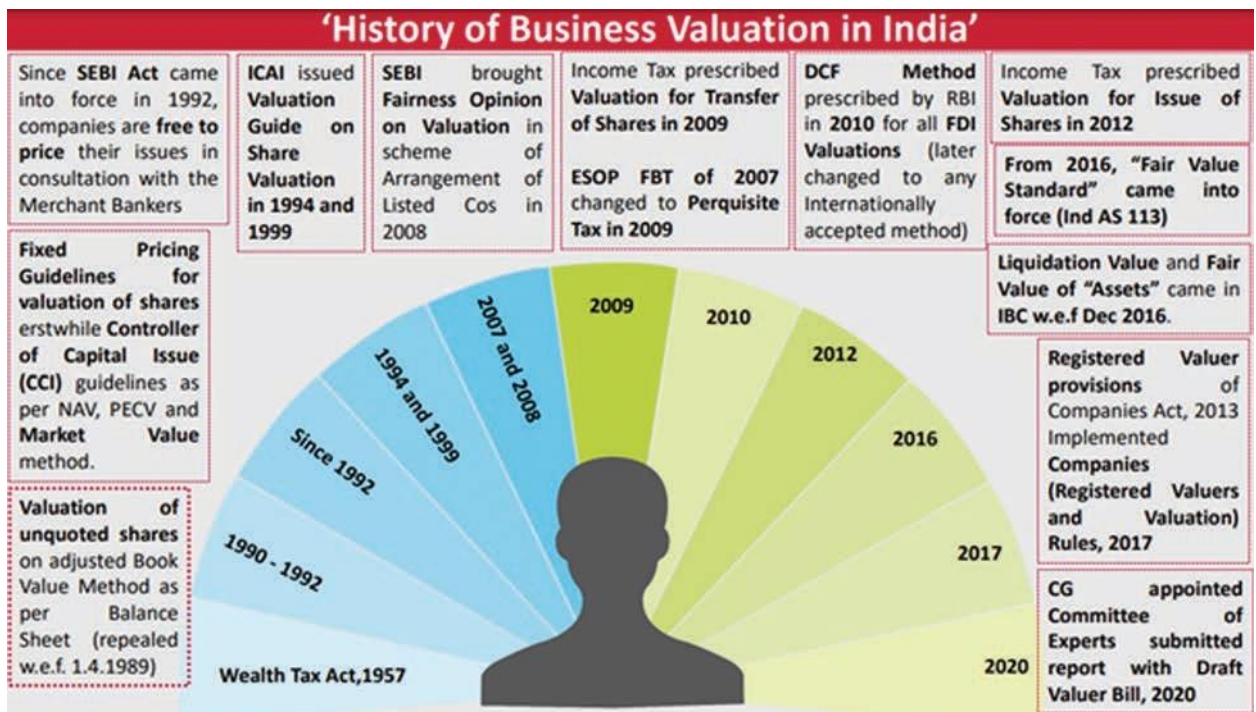 ‘History of Business Valuation in India’
Since SEBI Act came
into force in 1992,
companies are free to
price their issues in
consultation with the
Merchant Bankers
ICAI issued
Valuation
Guide on
Share
Valuation
in 1994 and
1999
SEBI brought
Fairness Opinion
on Valuation in
scheme of
Arrangement of
Listed Cos in
2008
Income Tax prescribed
Valuation for Transfer
of Shares in 2009
ESOP FBT of 2007
changed to Perquisite
Tax in 2009
DCF Method
prescribed by RBI
in 2010 for all FDI
Valuations (later
changed to any
Internationally
accepted method)
Income Tax prescribed
Valuation for Issue of
Shares in 2012
From 2016, “Fair Value
Standard” came into
force (Ind AS 113)
Liquidation Value and Fair
Value of “Assets” came in
IBC w.e.f Dec 2016.
Fixed Pricing
Guidelines for
valuation of shares
erstwhile Controller
of Capital Issue
(CCI) guidelines as
per NAV, PECV and
Market Value
method.
Valuation of
unquoted shares
on adjusted Book
Value Method as
per Balance
Sheet (repealed
w.e.f. 1.4.1989)
Wealth Tax Act,1957
1990 - 1992
Since 1992
1994 and 1999
2007 and 2008
2009
2010
2012
2016
2017
2020
Registered Valuer
provisions of
Companies Act, 2013
Implemented
Companies
(Registered Valuers
and Valuation)
Rules, 2017
CG appointed
Committee of
Experts submitted
report with Draft
Valuer Bill, 2020